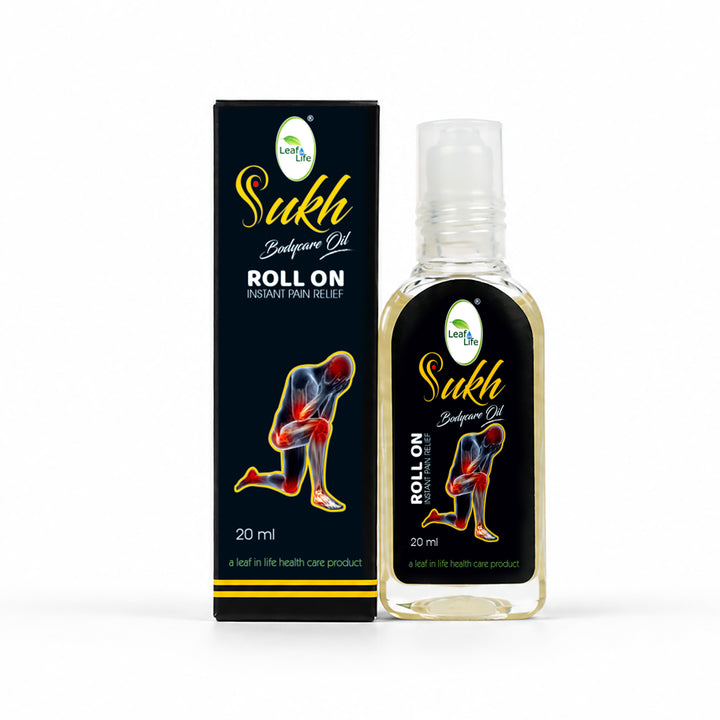 ®
Leaf
Life
Sukh
Bodycare Oil
ROLL ON
INSTANT PAIN RELIEF
20 ml
a leaf in life health care product
®
Leaf
Life
Sukh
Bodycare Oil
ROLL ON
INSTANT PAIN RELIEF
20 ml
a leaf in life health care product